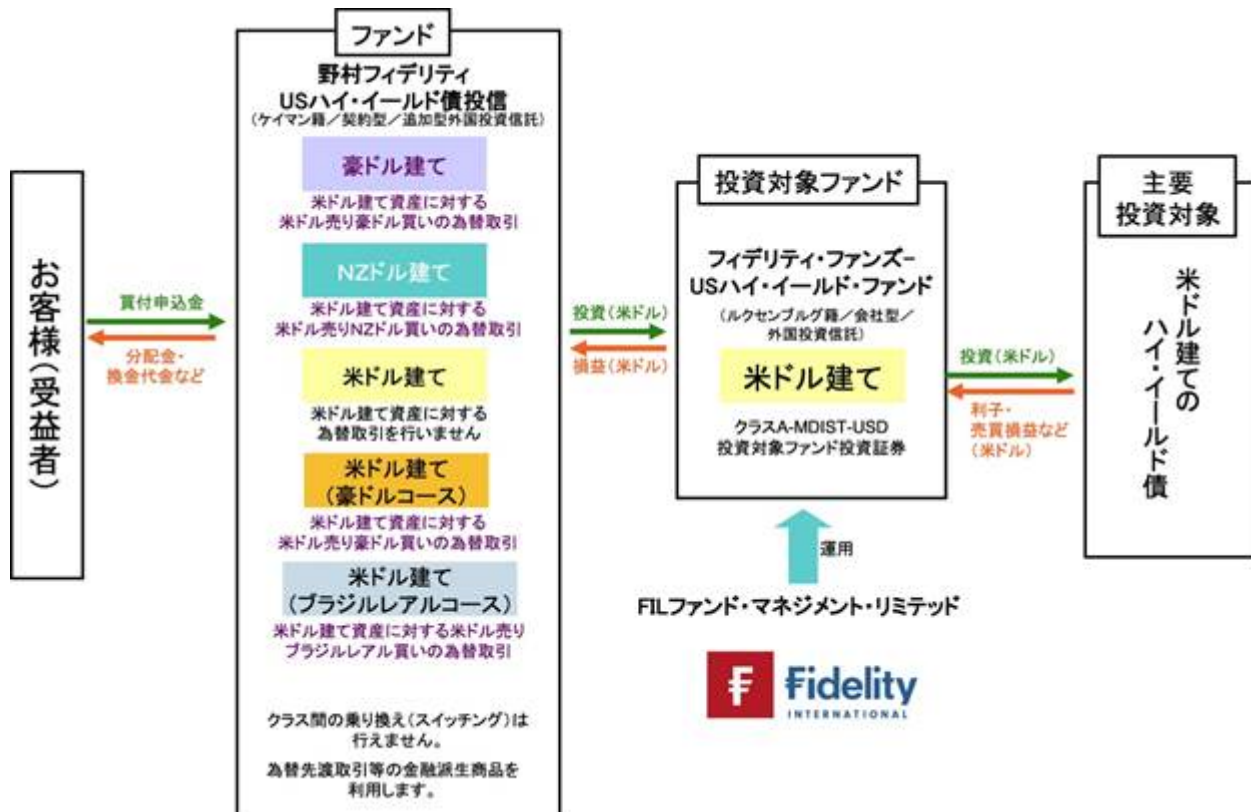 ファンド
野村フィデリティ
USハイ・イールド債投信
(ケイマン籍／契約型／追加型外国投資信託)
豪ドル建て
米ドル建て資産に対する
米ドル売り豪ドル買いの為替取引
NZドル建て
米ドル建て資産に対する
米ドル売りNZドル買いの為替取引
米ドル建て
米ドル建て資産に対する
為替取引を行いません
米ドル建て
(豪ドルコース)
米ドル建て資産に対する
米ドル売り豪ドル買いの為替取引
米ドル建て
(ブラジルレアルコース)
米ドル建て資産に対する米ドル売り
ブラジルレアル買いの為替取引
クラス間の乗り換え(スイッチング)は
行えません。
為替先渡取引等の金融派生商品を
利用します。
お客様(受益者)
買付申込金
分配金・
換金代金など
投資(米ドル)
損益(米ドル)
投資対象ファンド
フィデリティ・ファンズ−
USハイ・イールド・ファンド
(ルクセンブルグ籍／会社型／
外国投資信託)
米ドル建て
クラスA-MDIST-USD
投資対象ファンド投資証券
運用
FILファンド・マネジメント・リミテッド
Fidelity
INTERNATIONAL
投資(米ドル)
利子・
売買損益など
(米ドル)
主要
投資対象
米ドル建ての
ハイ・イールド債